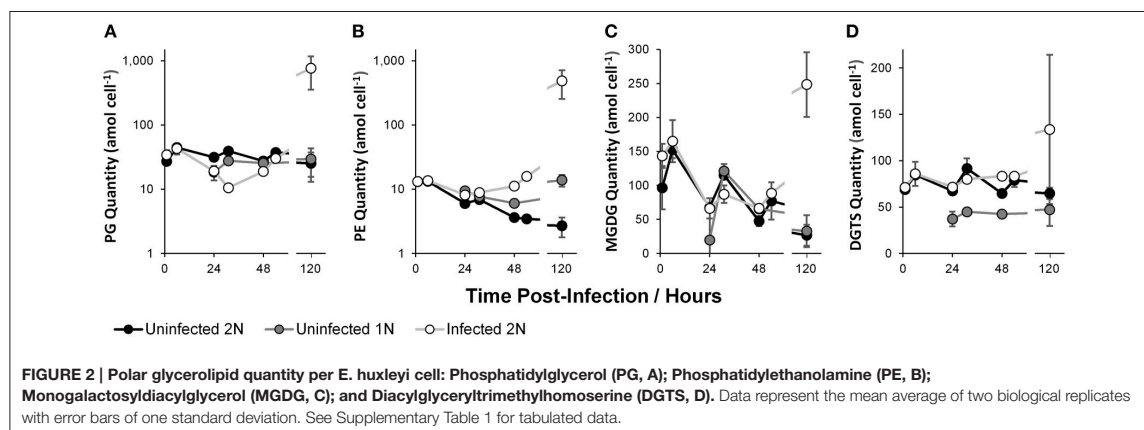 A
B
C
D
PG Quantity (amol cell-1)
1,000
100
10
1
0
24
48
120
PE Quantity (amol cell-1)
1,000
100
10
1
0
24
48
120
MGDG Quantity (amol cell-1)
300
250
200
150
100
50
0
0
24
48
120
DGTS Quantity (amol cell-1)
200
150
100
50
0
0
24
48
120
Time Post-Infection / Hours
Uninfected 2N
Uninfected 1N
Infected 2N
FIGURE 2 | Polar glycerolipid quantity per E. huxleyi cell: Phosphatidylglycerol (PG, A); Phosphatidylethanolamine (PE, B);
Monogalactosyldiacylglycerol (MGDG, C); and Diacylglyceryltrimethylhomoserine (DGTS, D). Data represent the mean average of two biological replicates
with error bars of one standard deviation. See Supplementary Table 1 for tabulated data.